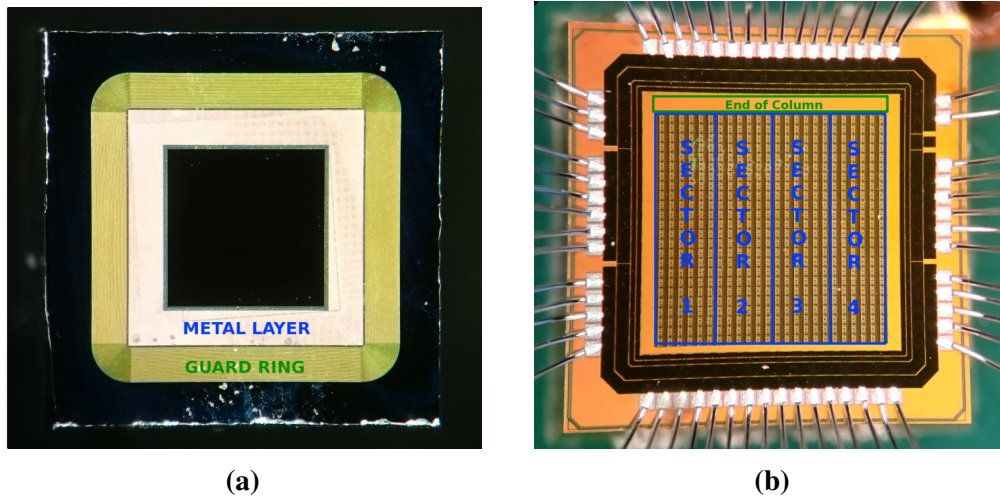 METAL LAYER
GUARD RING
(a)
End of Column
SECTOR 1
SECTOR 2
SECTOR 3
SECTOR 4
(b)